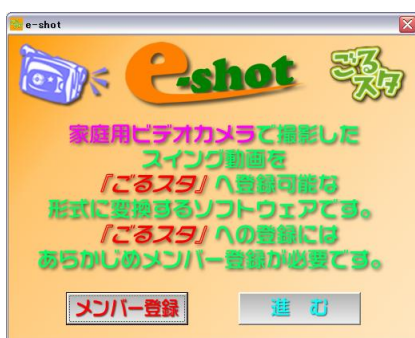 e-shot
e-shot
ごるスタ
家庭用ビデオカメラで撮影した
スイング動画を
『ごるスタ』へ登録可能な
形式に変換するソフトウェアです。
『ごるスタ』への登録には
あらかじめメンバー登録が必要です。
メンバー登録
進む